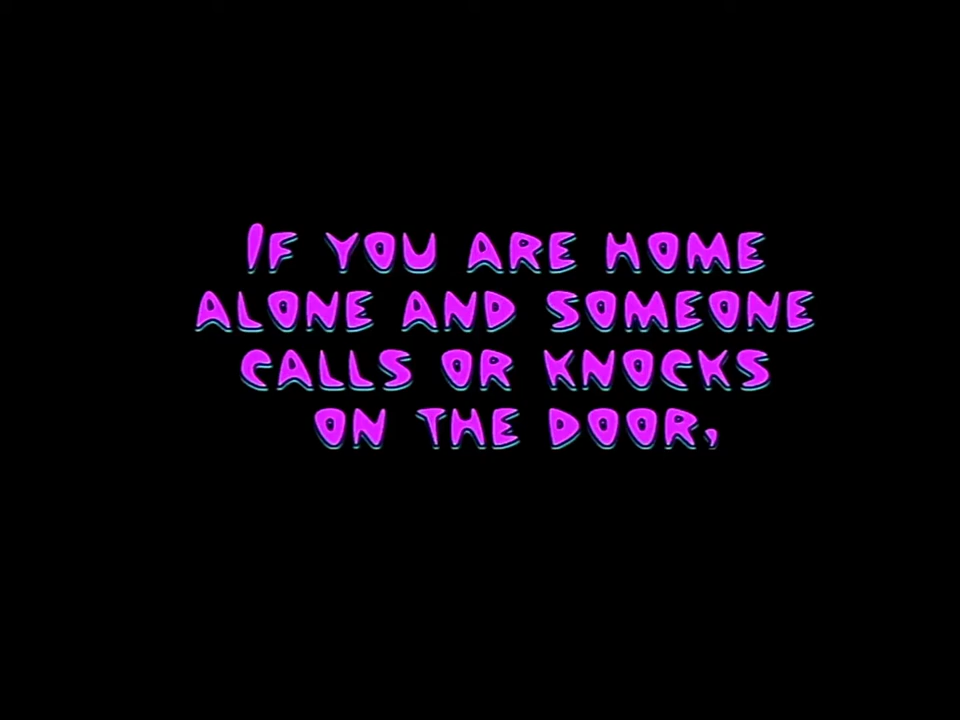 If you are home
alone and someone
calls or knocks
on the door,